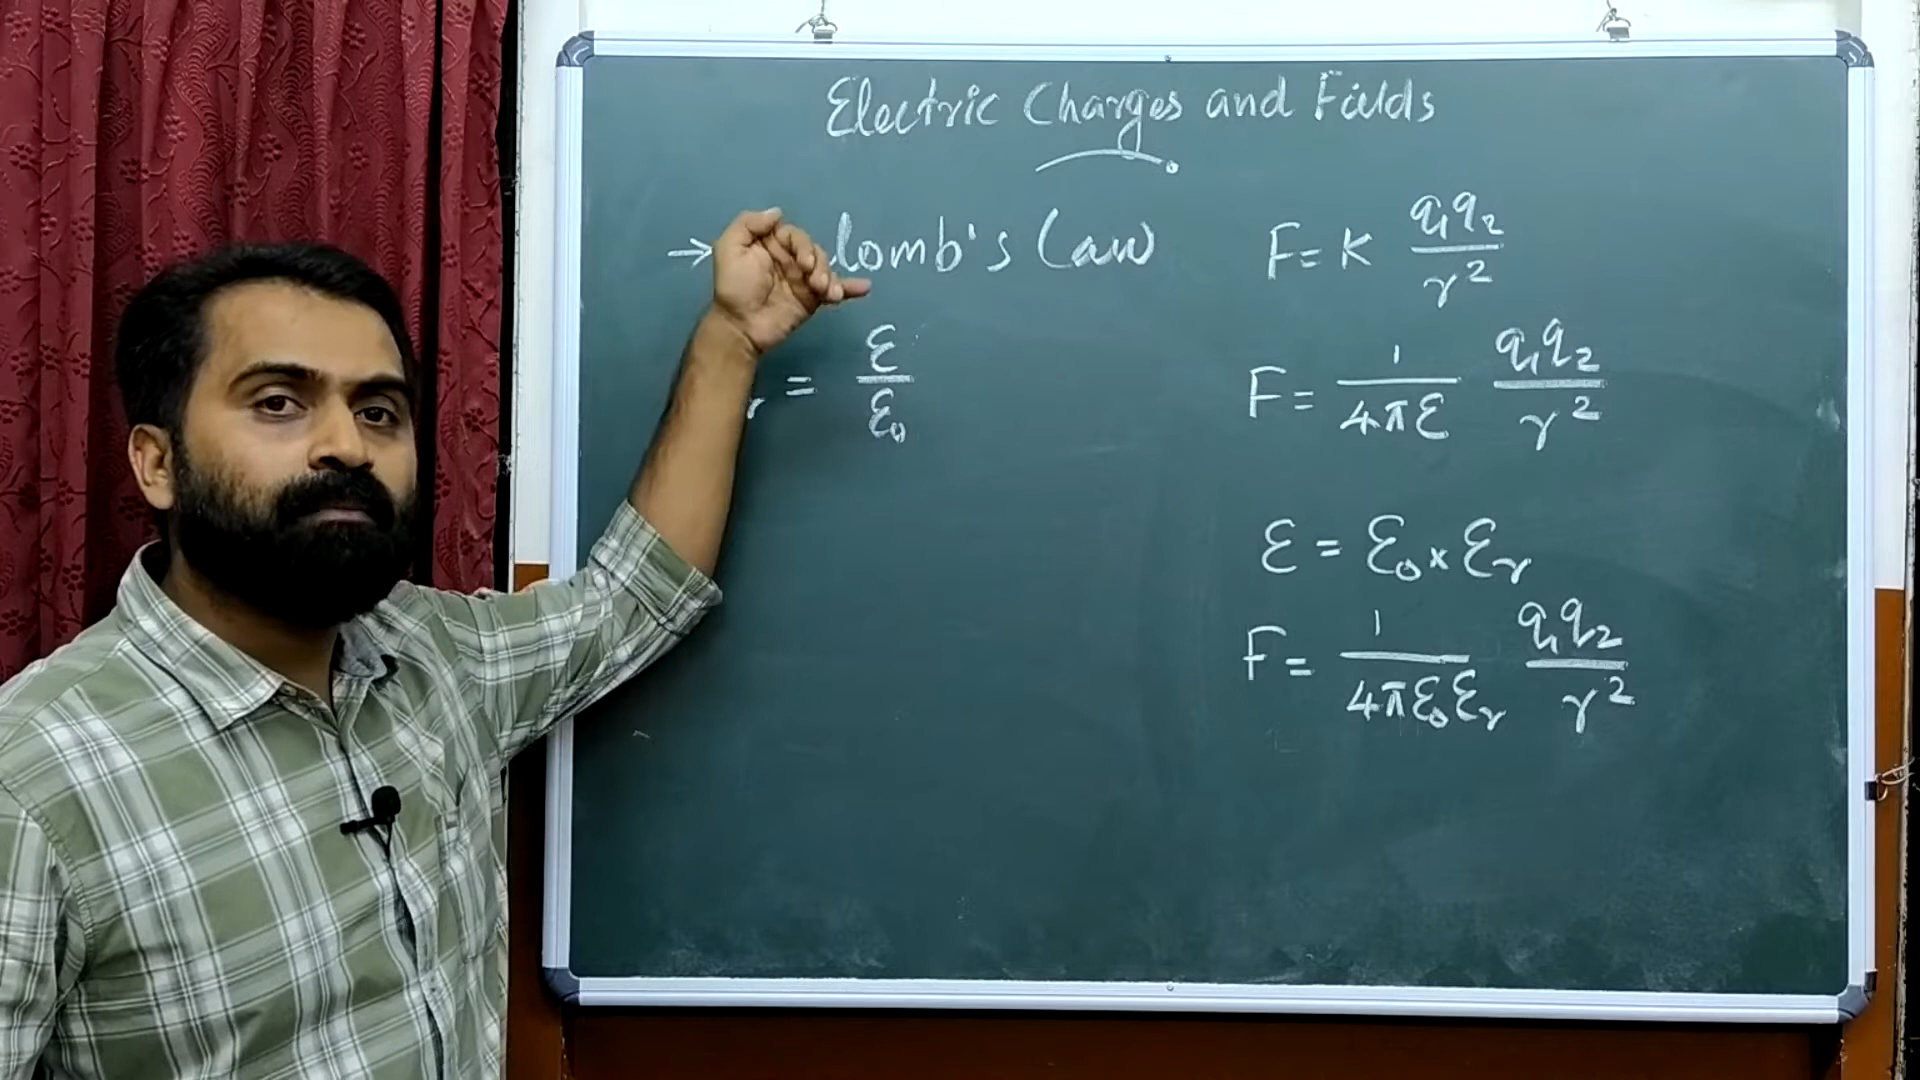 Electric Charges and Fields
→ lomb's Law
F = K q₁q₂ / r²
r = ε / ε₀
F = 1 / 4πε q₁q₂ / r²
ε = ε₀ × εr
F = 1 / 4πε₀εr q₁q₂ / r²